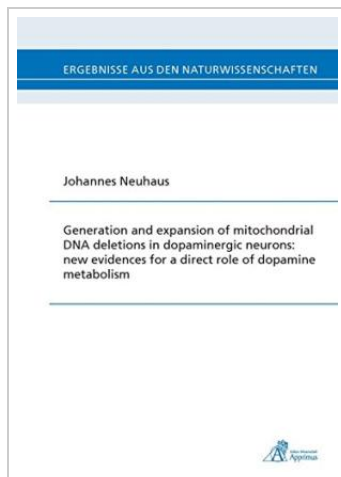 ERGEBNISSE AUS DEN NATURWISSENSCHAFTEN
Johannes Neuhaus
Generation and expansion of mitochondrial
DNA deletions in dopaminergic neurons:
new evidences for a direct role of dopamine
metabolism
Apprimus